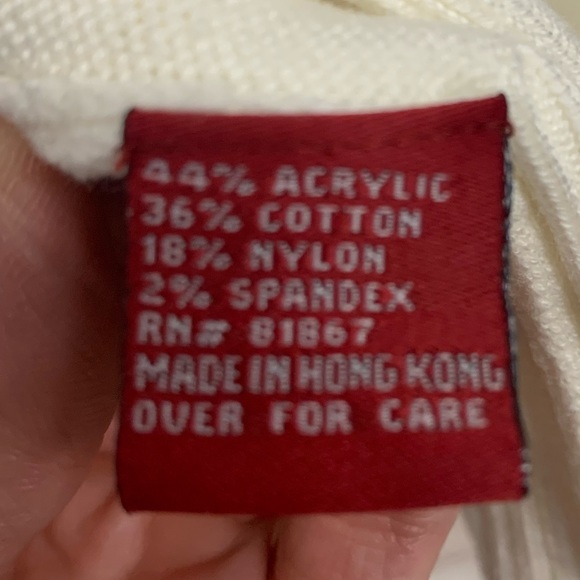 44% ACRYLIC
36% COTTON
18% NYLON
2% SPANDEX
RN# 81867
MADE IN HONG KONG
OVER FOR CARE